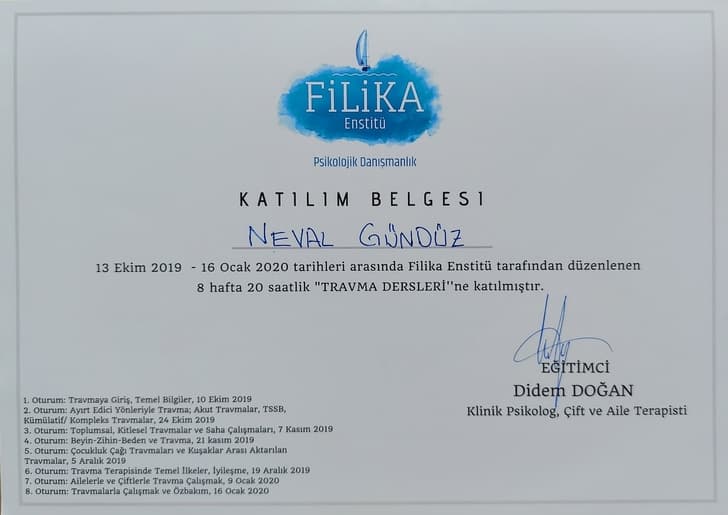 FiLiKA
Enstitü
Psikolojik Danışmanlık
KATILIM BELGESI
NEVAL GÜNDÜZ
13 Ekim 2019 - 16 Ocak 2020 tarihleri arasında Filika Enstitü tarafından düzenlenen
8 hafta 20 saatlik "TRAVMA DERSLERİ''ne katılmıştır.
EĞİTİMCİ
Didem DOĞAN
Klinik Psikolog, Çift ve Aile Terapisti
1. Oturum: Travmaya Giriş, Temel Bilgiler, 10 Ekim 2019
2. Oturum: Ayırt Edici Yönleriyle Travma; Akut Travmalar, TSSB,
Kümülatif/ Kompleks Travmalar, 24 Ekim 2019
3. Oturum: Toplumsal, Kitlesel Travmalar ve Saha Çalışmaları, 7 Kasım 2019
4. Oturum: Beyin-Zihin-Beden ve Travma, 21 kasım 2019
5. Oturum: Çocukluk Çağı Travmaları ve Kuşaklar Arası Aktarılan
Travmalar, 5 Aralık 2019
6. Oturum: Travma Terapisinde Temel İlkeler, İyileşme, 19 Aralık 2019
7. Oturum: Ailelerle ve Çiftlerle Travma Çalışmak, 9 Ocak 2020
8. Oturum: Travmalarla Çalışmak ve Özbakım, 16 Ocak 2020